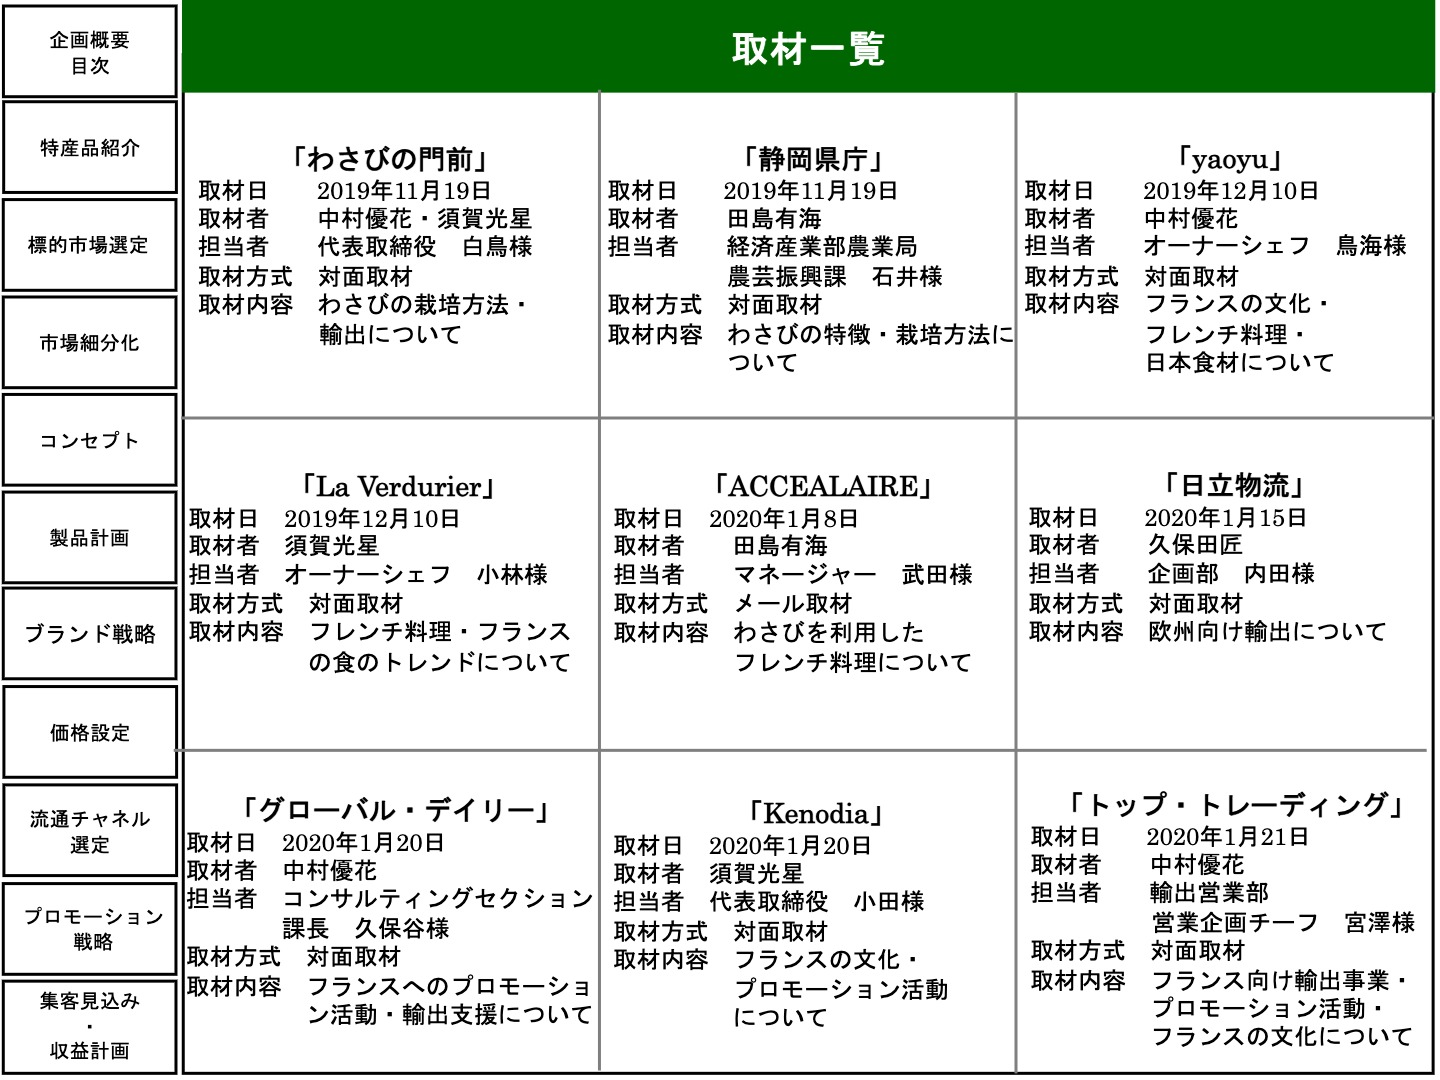 企画概要
目次
特産品紹介
標的市場選定
市場細分化
コンセプト
製品計画
ブランド戦略
価格設定
流通チャネル
選定
プロモーション
戦略
集客見込み
・
収益計画
取材一覧
「わさびの門前」
取材日 2019年11月19日
取材者 中村優花・須賀光星
担当者 代表取締役 白鳥様
取材方式 対面取材
取材内容 わさびの栽培方法・
輸出について
「静岡県庁」
取材日 2019年11月19日
取材者 田島有海
担当者 経済産業部農業局
農芸振興課 石井様
取材方式 対面取材
取材内容 わさびの特徴・栽培方法に
ついて
「yaoyu」
取材日 2019年12月10日
取材者 中村優花
担当者 オーナーシェフ 鳥海様
取材方式 対面取材
取材内容 フランスの文化・
フレンチ料理・
日本食材について
「La Verdurier」
取材日 2019年12月10日
取材者 須賀光星
担当者 オーナーシェフ 小林様
取材方式 対面取材
取材内容 フレンチ料理・フランス
の食のトレンドについて
「ACCEALAIRE」
取材日 2020年1月8日
取材者 田島有海
担当者 マネージャー 武田様
取材方式 メール取材
取材内容 わさびを利用した
フレンチ料理について
「日立物流」
取材日 2020年1月15日
取材者 久保田匠
担当者 企画部 内田様
取材方式 対面取材
取材内容 欧州向け輸出について
「グローバル・デイリー」
取材日 2020年1月20日
取材者 中村優花
担当者 コンサルティングセクション
課長 久保谷様
取材方式 対面取材
取材内容 フランスへのプロモーショ
ン活動・輸出支援について
「Kenodia」
取材日 2020年1月20日
取材者 須賀光星
担当者 代表取締役 小田様
取材方式 対面取材
取材内容 フランスの文化・
プロモーション活動
について
「トップ・トレーディング」
取材日 2020年1月21日
取材者 中村優花
担当者 輸出営業部
営業企画チーフ 宮澤様
取材方式 対面取材
取材内容 フランス向け輸出事業・
プロモーション活動・
フランスの文化について